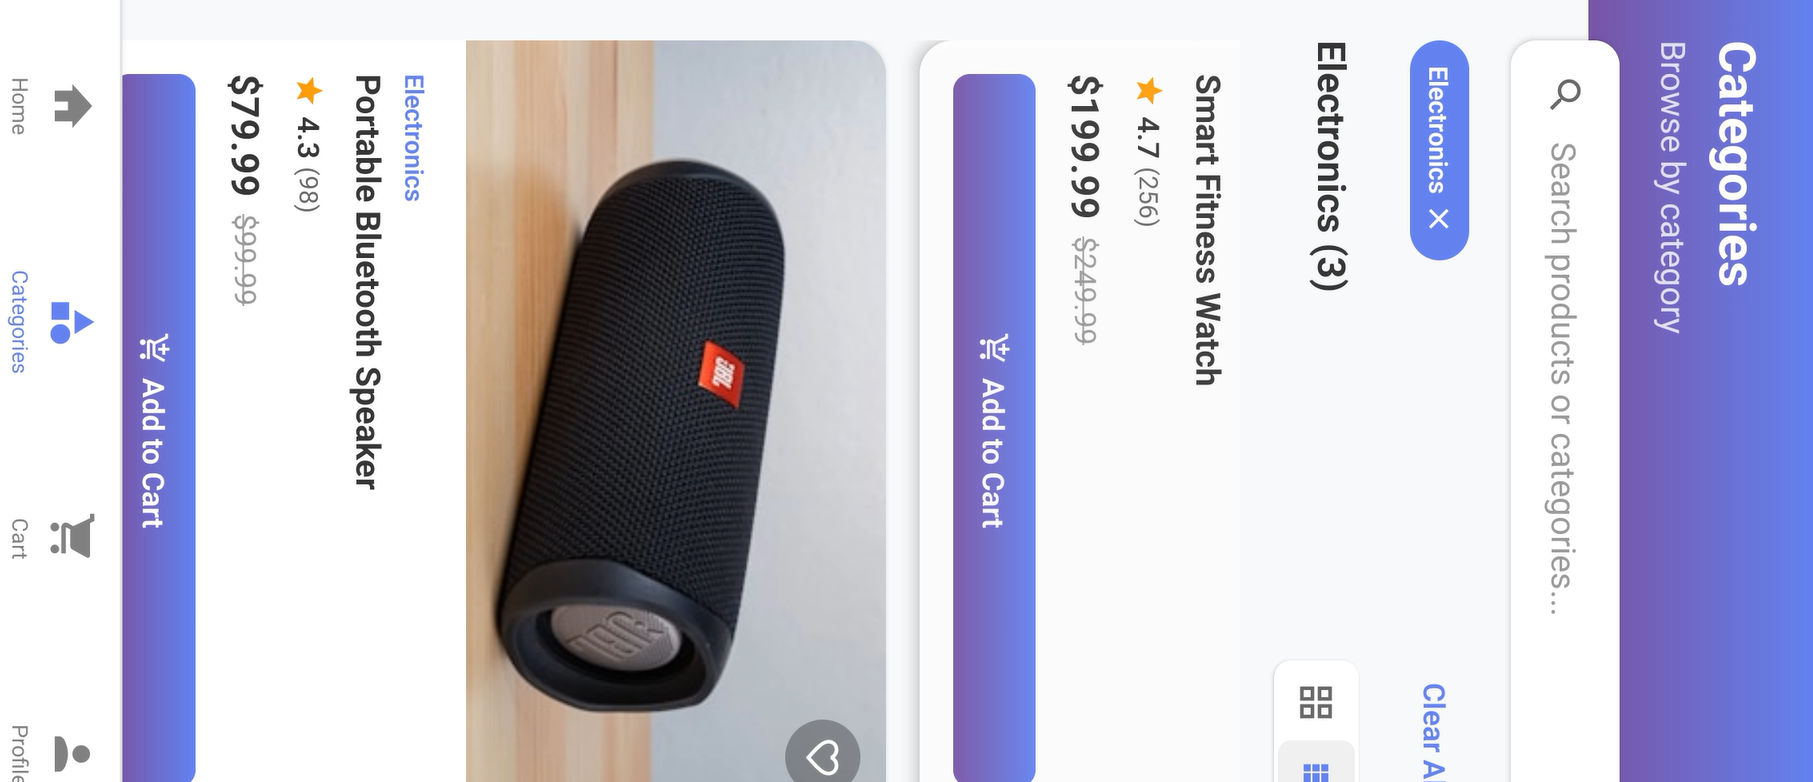 Categories
Browse by category
Search products or categories...
Electronics
Clear
Electronics (3)
Smart Fitness Watch
4.7 (256)
$199.99 $249.99
Add to Cart
JBL
JBL
Electronics
Portable Bluetooth Speaker
4.3 (98)
$79.99 $99.99
Add to Cart
Home
Categories
Cart
Profile